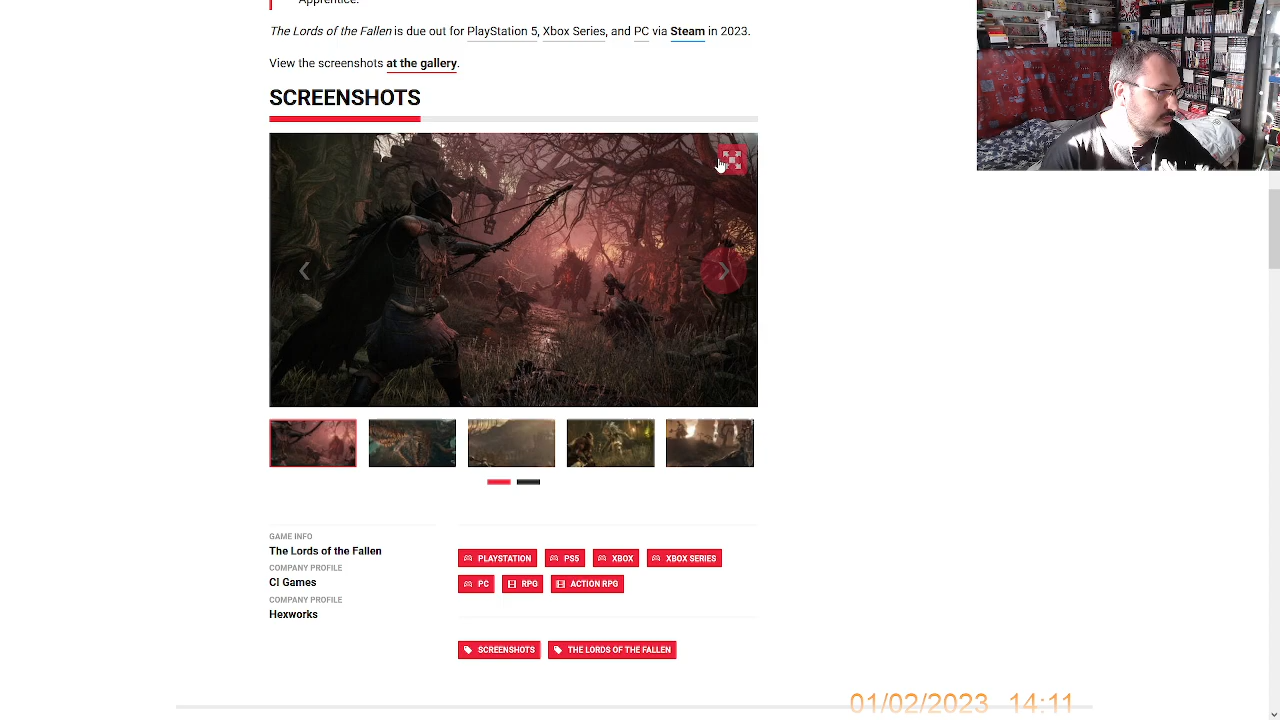 Apprentice.
The Lords of the Fallen is due out for PlayStation 5, Xbox Series, and PC via Steam in 2023.
View the screenshots at the gallery.
SCREENSHOTS
GAME INFO
The Lords of the Fallen
COMPANY PROFILE
CI Games
COMPANY PROFILE
Hexworks
PLAYSTATION PS5 XBOX XBOX SERIES
PC RPG ACTION RPG
SCREENSHOTS THE LORDS OF THE FALLEN
01/02/2023 14:11